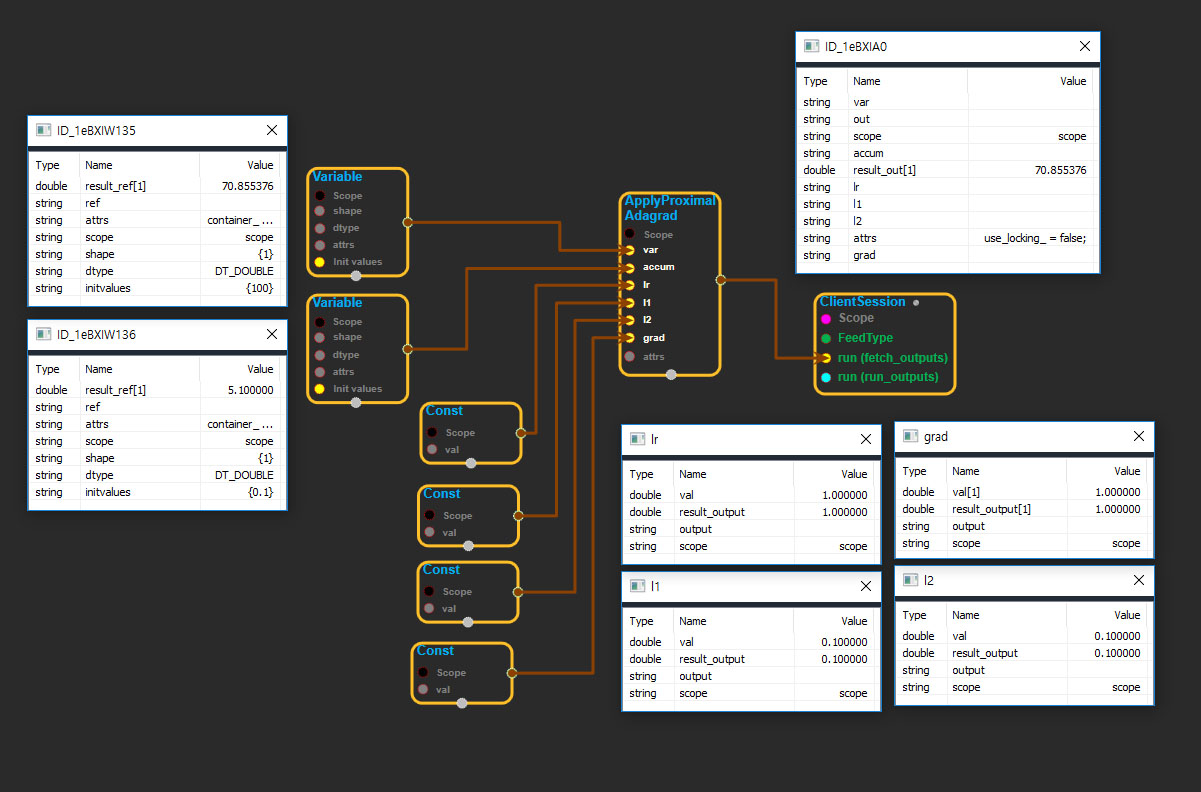 ID_1eBXIW135
Type Name Value
double result_ref[1] 70.855376
string ref
string attrs container_ ...
string scope scope
string shape {1}
string dtype DT_DOUBLE
string initvalues {100}
ID_1eBXIW136
Type Name Value
double result_ref[1] 5.100000
string ref
string attrs container_ ...
string scope scope
string shape {1}
string dtype DT_DOUBLE
string initvalues {0.1}
Variable
Scope
shape
dtype
attrs
Init values
Variable
Scope
shape
dtype
attrs
Init values
Const
Scope
val
Const
Scope
val
Const
Scope
val
Const
Scope
val
ApplyProximal
Adagrad
Scope
var
accum
lr
l1
l2
grad
attrs
ID_1eBXIA0
Type Name Value
string var
string out
string scope scope
string accum
double result_out[1] 70.855376
string lr
string l1
string l2
string attrs use_locking_ = false;
string grad
ClientSession
Scope
FeedType
run (fetch_outputs)
run (run_outputs)
lr
Type Name Value
double val 1.000000
double result_output 1.000000
string output
string scope scope
grad
Type Name Value
double val[1] 1.000000
double result_output[1] 1.000000
string output
string scope scope
l1
Type Name Value
double val 0.100000
double result_output 0.100000
string output
string scope scope
l2
Type Name Value
double val 0.100000
double result_output 0.100000
string output
string scope scope